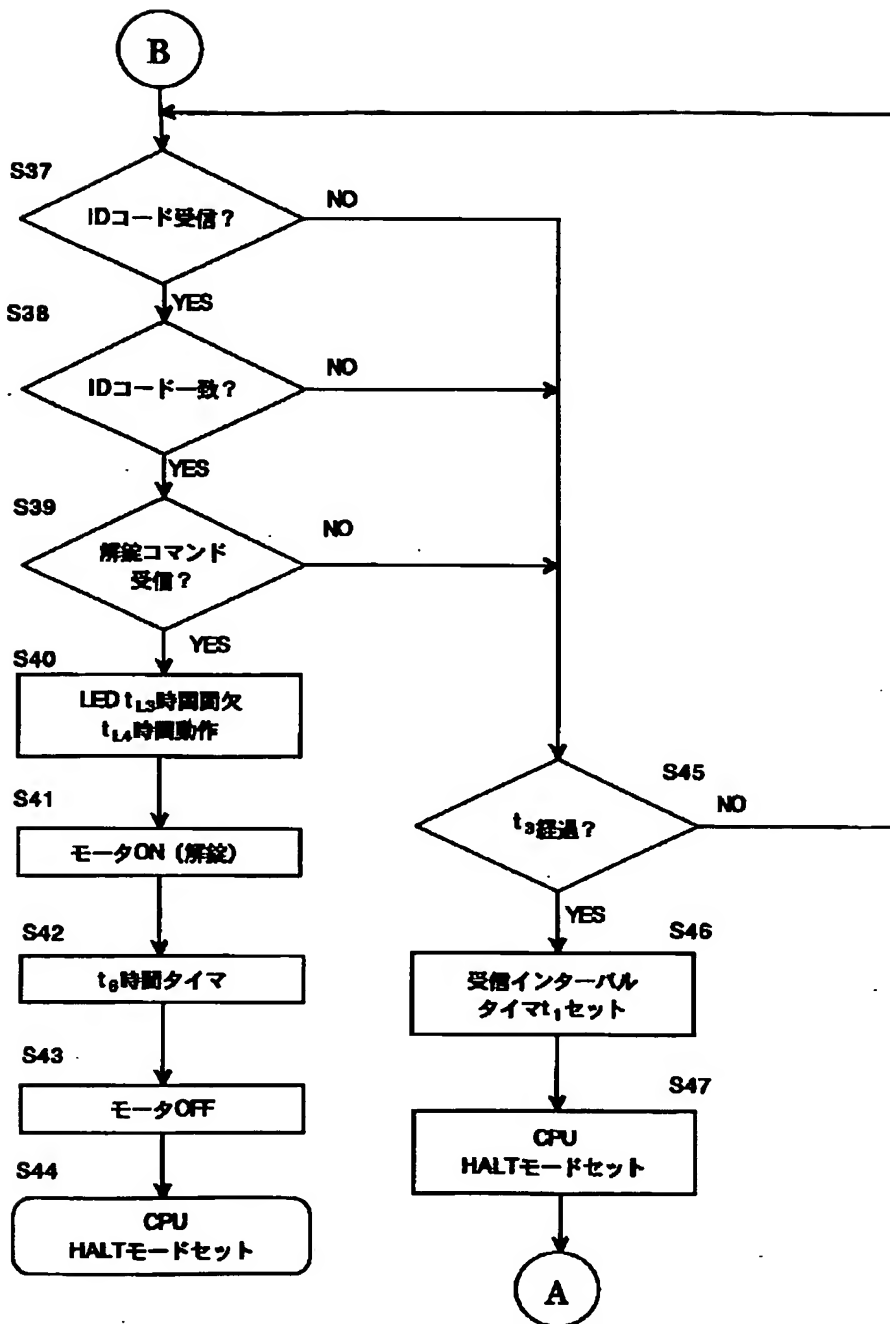 B
S37
IDコード受信?
NO
YES
S38
IDコード一致?
NO
YES
S39
解錠コマンド
受信?
NO
YES
S40
LED tL3時間間欠
tL4時間動作
S41
モータON(解錠)
S42
t6時間タイマ
S43
モータOFF
S44
CPU
HALTモードセット
S45
t3経過?
NO
YES
S46
受信インターバル
タイマt1セット
S47
CPU
HALTモードセット
A